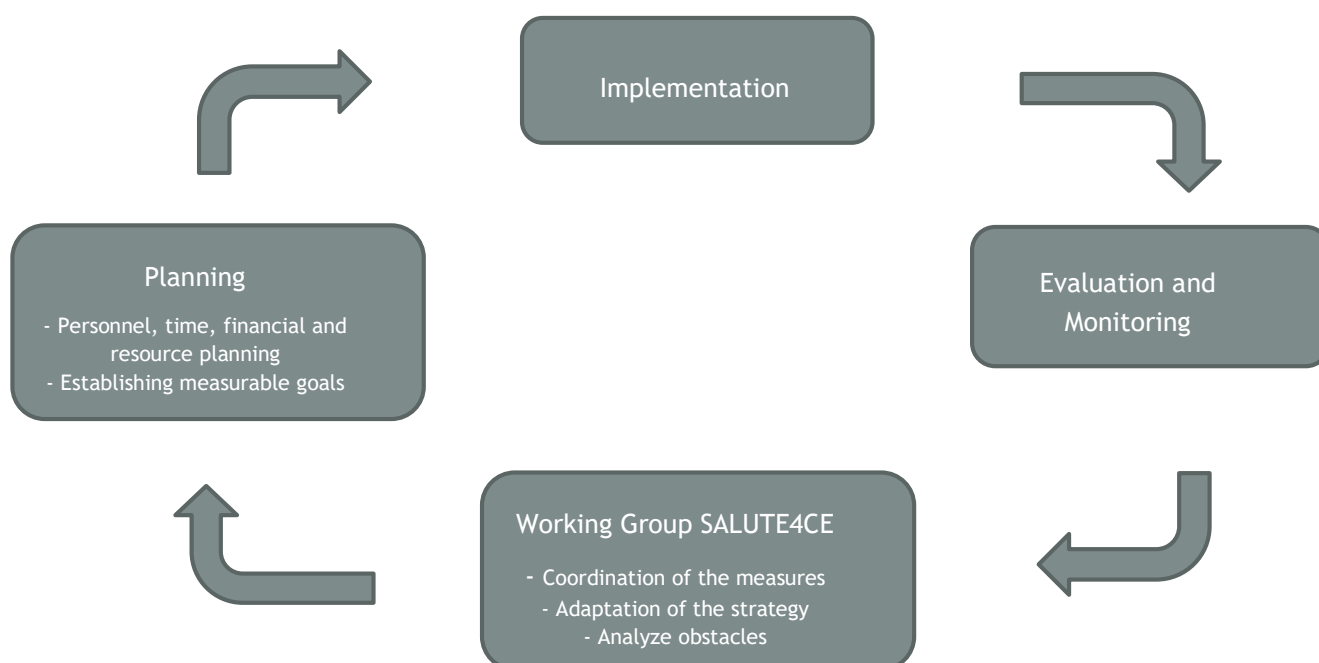 Implementation
Planning
- Personnel, time, financial and
resource planning
- Establishing measurable goals
Evaluation and
Monitoring
Working Group SALUTE4CE
- Coordination of the measures
- Adaptation of the strategy
- Analyze obstacles